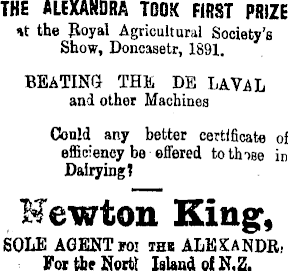 THE ALEXANDRA TOOK FIRST PRIZE
at the Royal Agricultural Society's
Show, Doncasetr, 1891.
BEATING THE DE LAVAL
and other Machines
Could any better certificate of
efficiency be offered to those in
Dairying?
Newton King,
SOLE AGENT FOR THE ALEXANDR
For the North Island of N.Z.